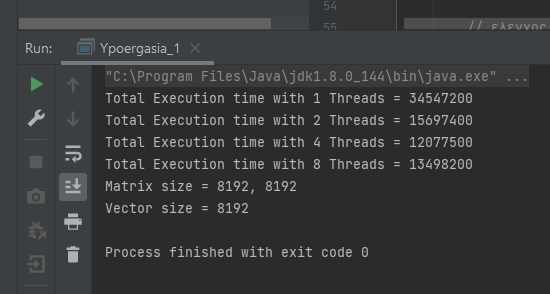 54
55
// ελεγχος
Run:
Ypoergasia_1
"C:\Program Files\Java\jdk1.8.0_144\bin\java.exe" ...
Total Execution time with 1 Threads = 34547200
Total Execution time with 2 Threads = 15697400
Total Execution time with 4 Threads = 12077500
Total Execution time with 8 Threads = 13498200
Matrix size = 8192, 8192
Vector size = 8192
Process finished with exit code 0